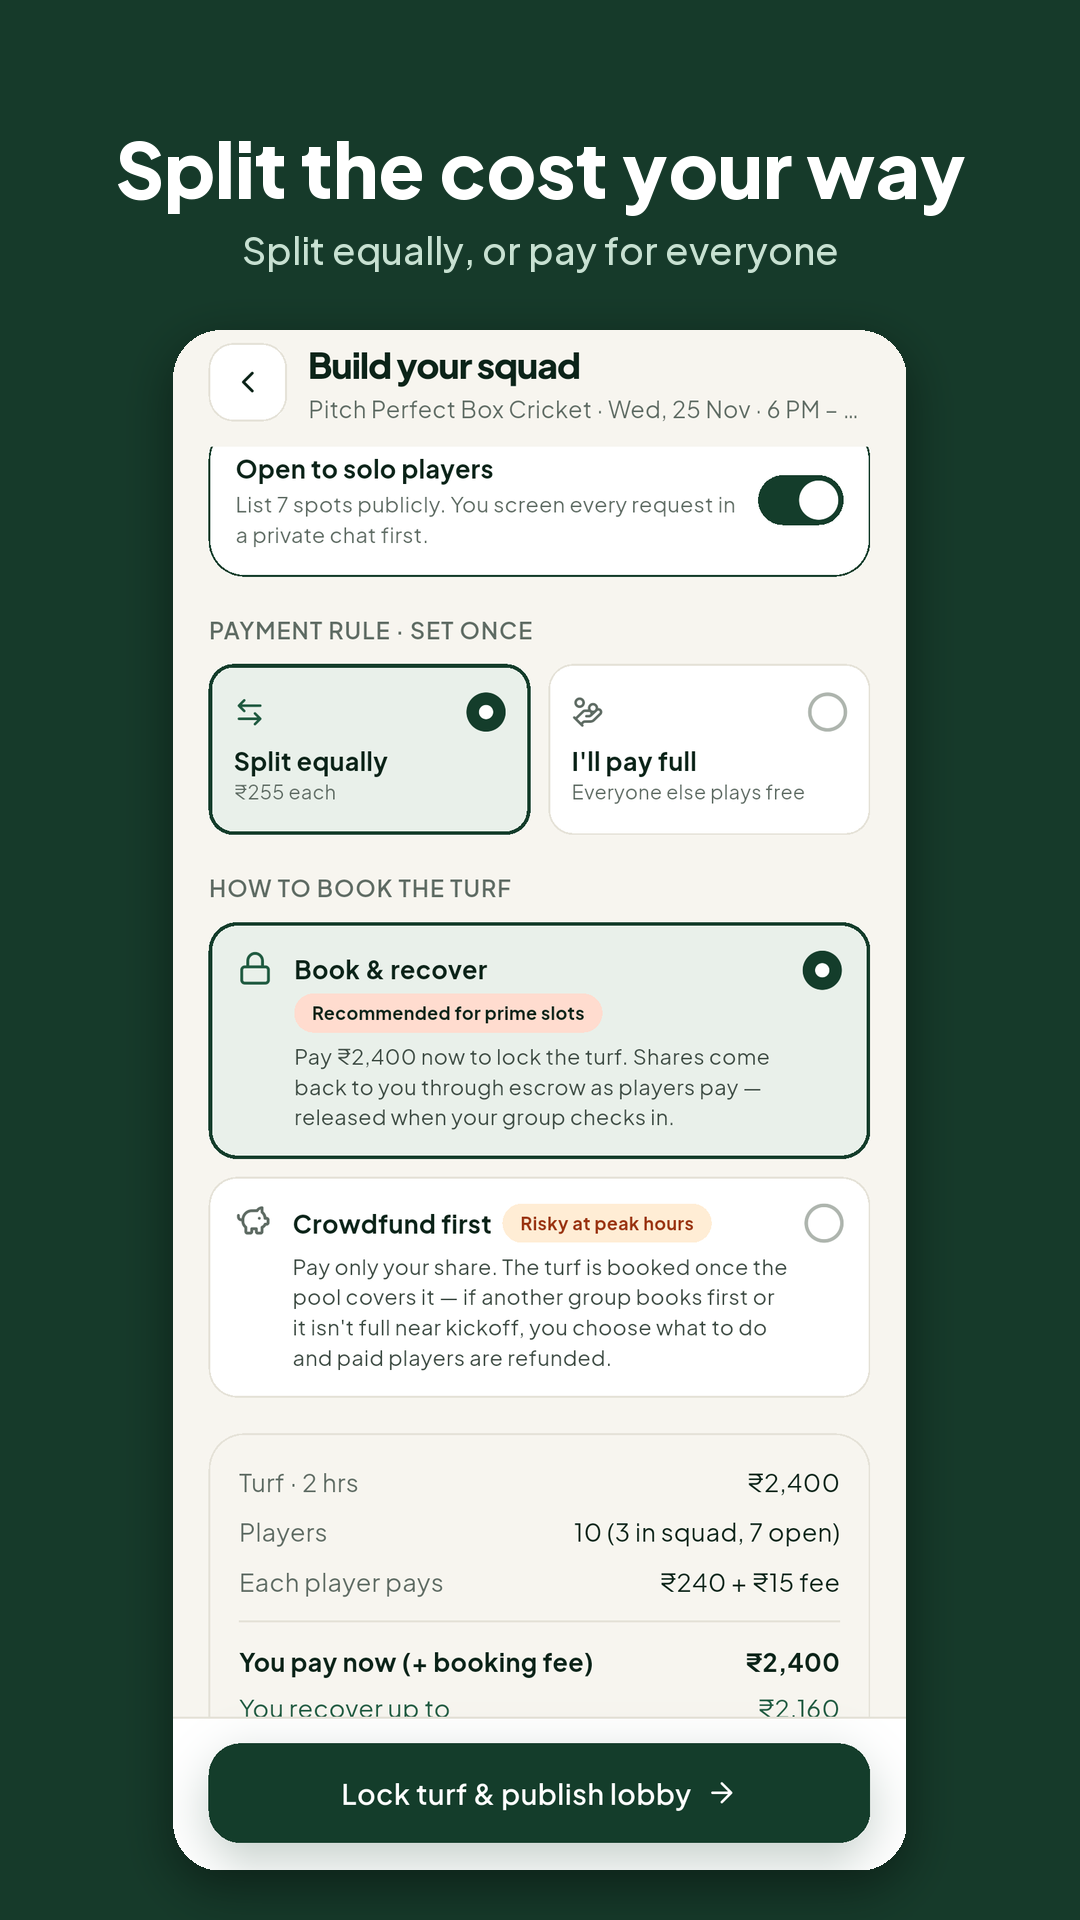 Split the cost your way
Split equally, or pay for everyone
Build your squad
Pitch Perfect Box Cricket · Wed, 25 Nov · 6 PM – ...
Open to solo players
List 7 spots publicly. You screen every request in
a private chat first.
PAYMENT RULE · SET ONCE
Split equally
₹255 each
I'll pay full
Everyone else plays free
HOW TO BOOK THE TURF
Book & recover
Recommended for prime slots
Pay ₹2,400 now to lock the turf. Shares come
back to you through escrow as players pay —
released when your group checks in.
Crowdfund first Risky at peak hours
Pay only your share. The turf is booked once the
pool covers it — if another group books first or
it isn't full near kickoff, you choose what to do
and paid players are refunded.
Turf · 2 hrs ₹2,400
Players 10 (3 in squad, 7 open)
Each player pays ₹240 + ₹15 fee
You pay now (+ booking fee) ₹2,400
You recover up to ₹2,160
Lock turf & publish lobby →